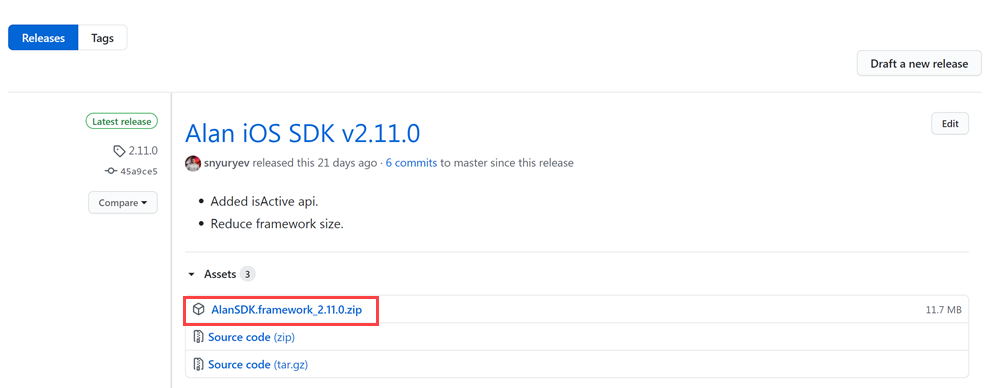 Releases Tags
Draft a new release
Latest release
2.11.0
45a9ce5
Compare
Alan iOS SDK v2.11.0
Edit
snyuryev released this 21 days ago · 6 commits to master since this release
• Added isActive api.
• Reduce framework size.
Assets 3
AlanSDK.framework_2.11.0.zip 11.7 MB
Source code (zip)
Source code (tar.gz)